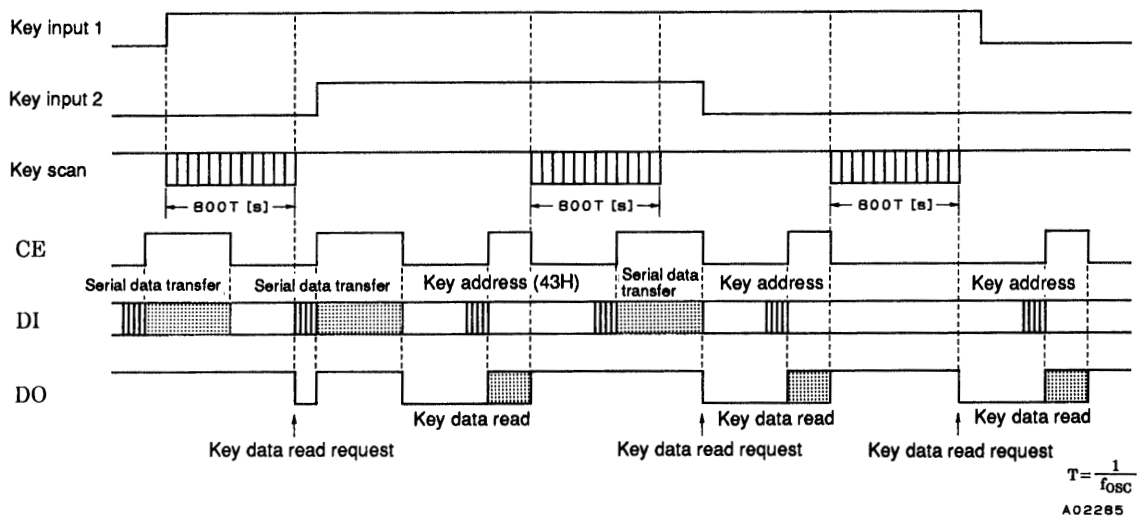 Key input 1
Key input 2
Key scan
800T [s] 800T [s] 800T [s]
CE
Serial data transfer Serial data transfer Key address (43H) Serial data transfer Key address Key address
DI
DO
Key data read Key data read Key data read
Key data read request Key data read request Key data read request
T=1/fOSC
A02285